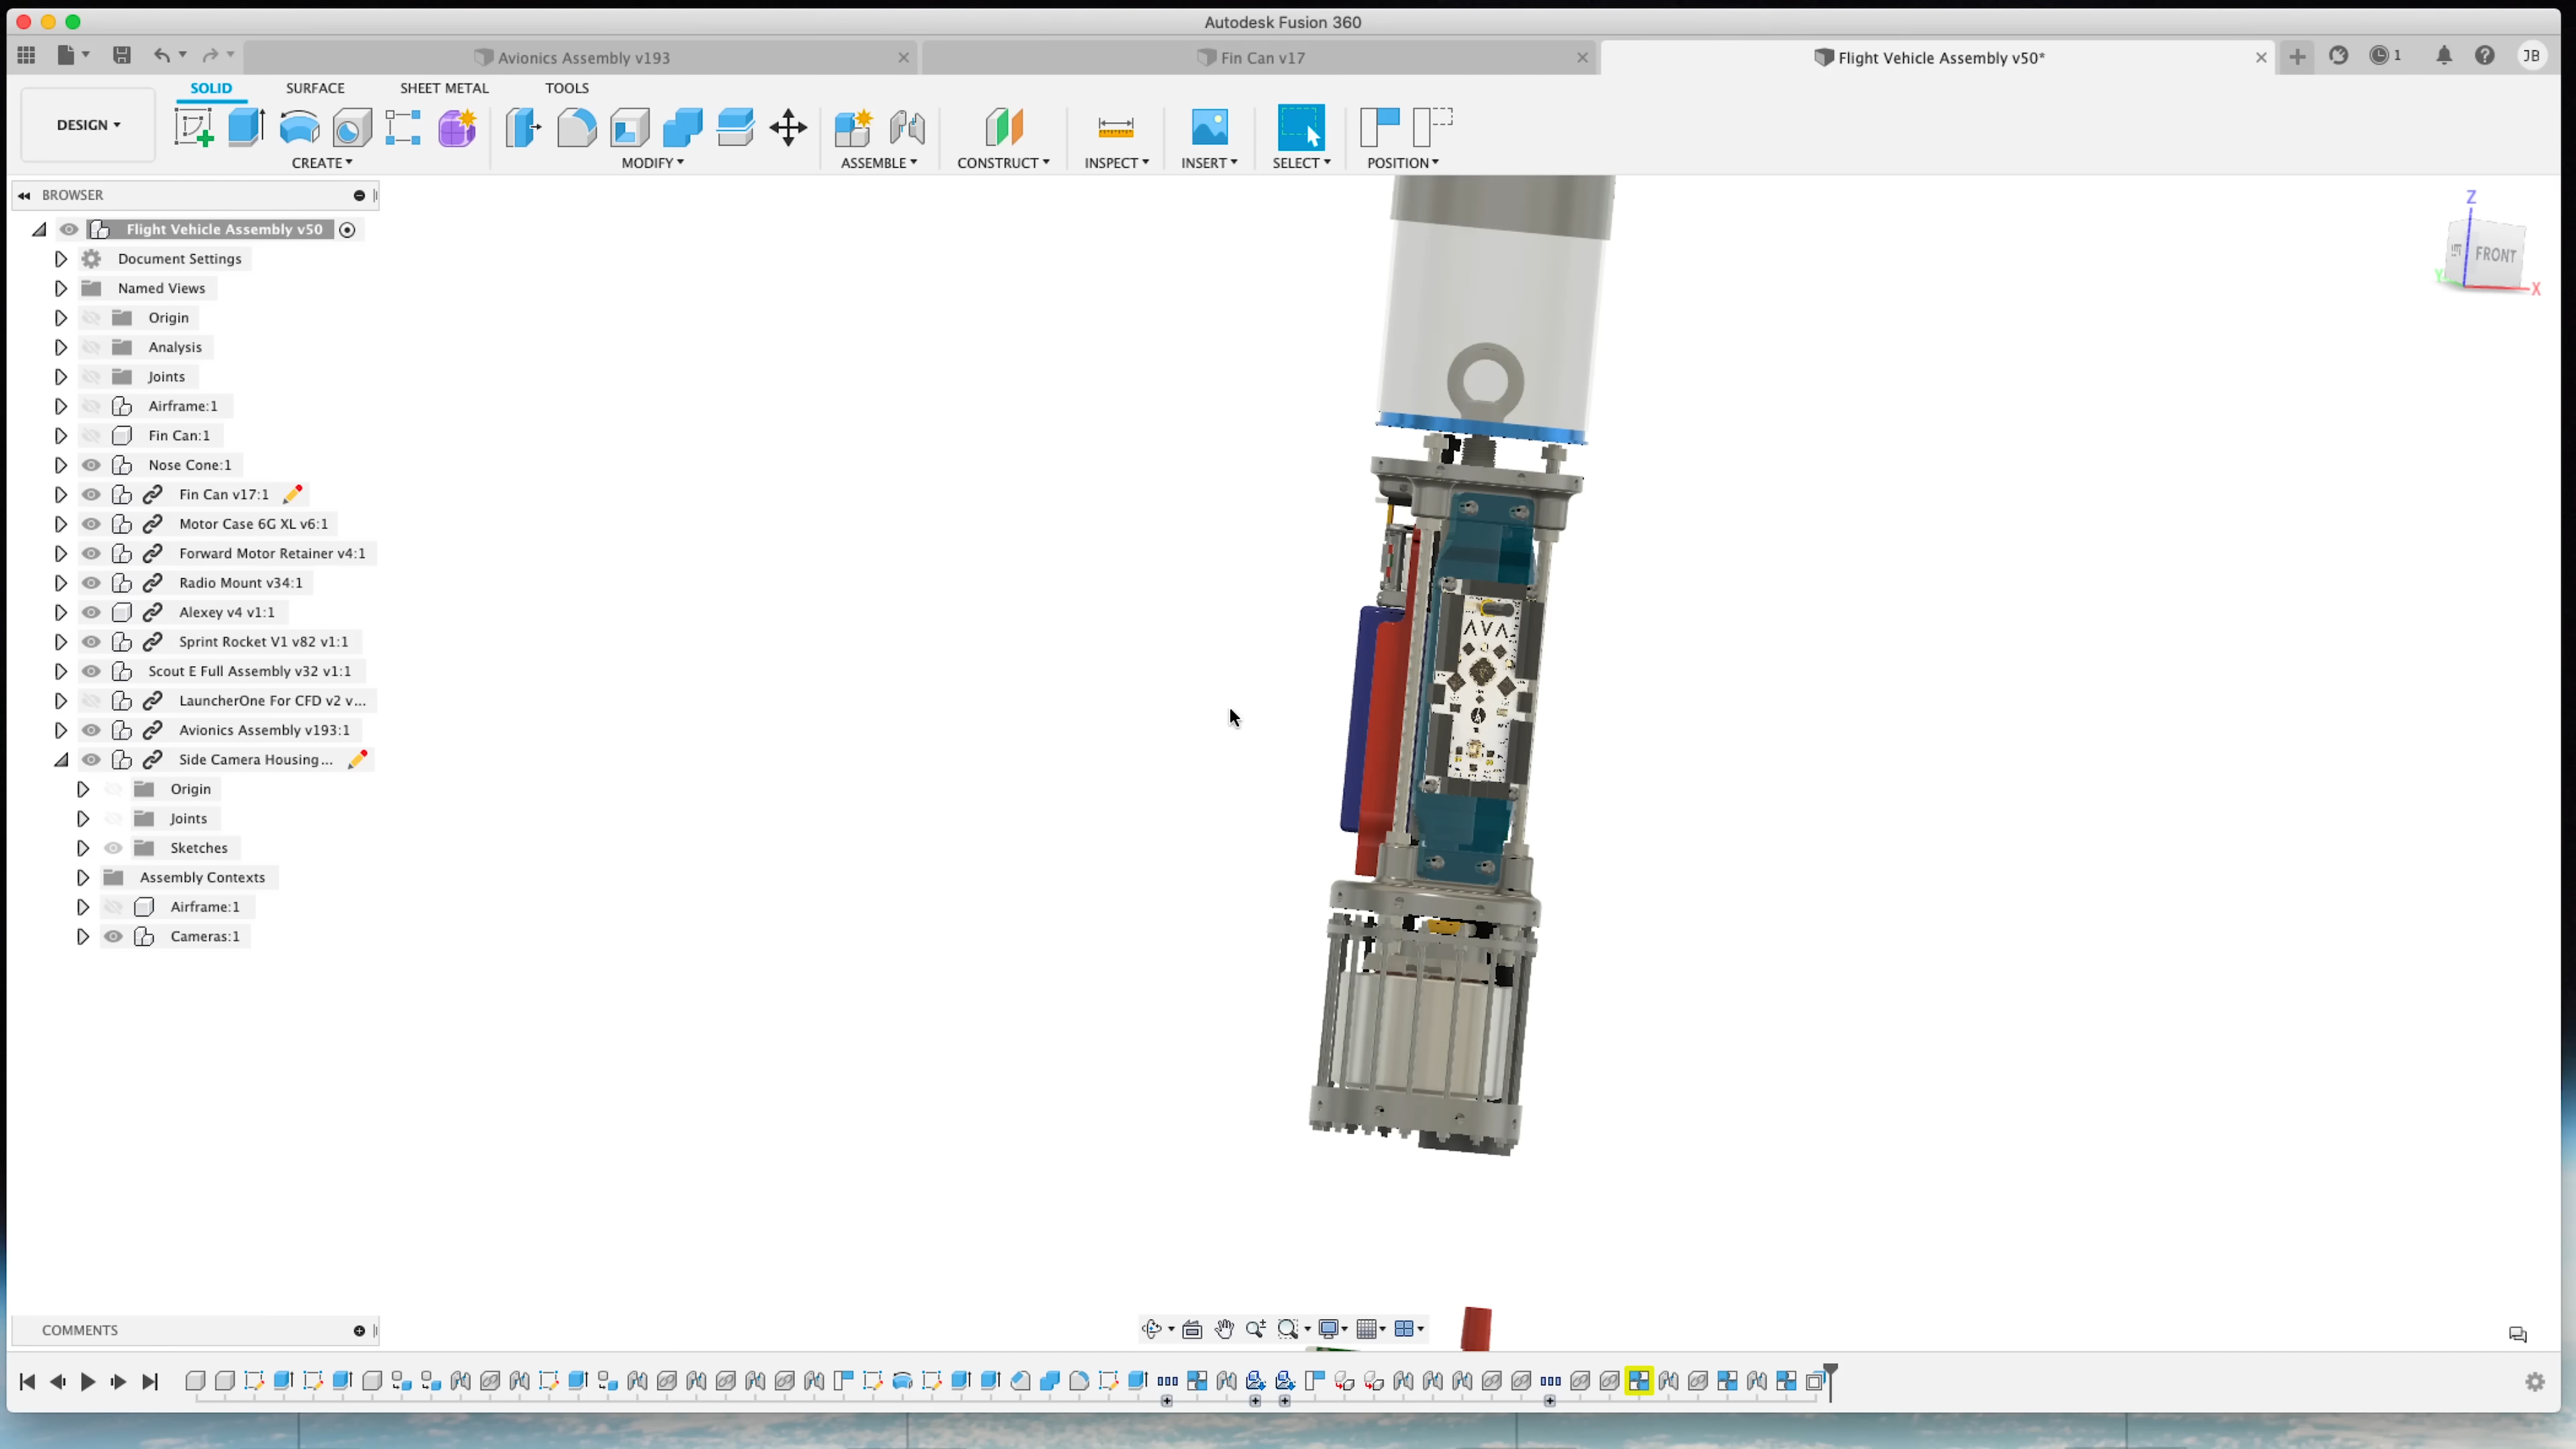 Autodesk Fusion 360
Avionics Assembly v193
Fin Can v17
Flight Vehicle Assembly v50*
1
JB
DESIGN
SOLID
SURFACE
SHEET METAL
TOOLS
CREATE
MODIFY
ASSEMBLE
CONSTRUCT
INSPECT
INSERT
SELECT
POSITION
BROWSER
Flight Vehicle Assembly v50
Document Settings
Named Views
Origin
Analysis
Joints
Airframe:1
Fin Can:1
Nose Cone:1
Fin Can v17:1
Motor Case 6G XL v6:1
Forward Motor Retainer v4:1
Radio Mount v34:1
Alexey v4 v1:1
Sprint Rocket V1 v82 v1:1
Scout E Full Assembly v32 v1:1
LauncherOne For CFD v2 v...
Avionics Assembly v193:1
Side Camera Housing...
Origin
Joints
Sketches
Assembly Contexts
Airframe:1
Cameras:1
Z
FRONT
Y
X
COMMENTS